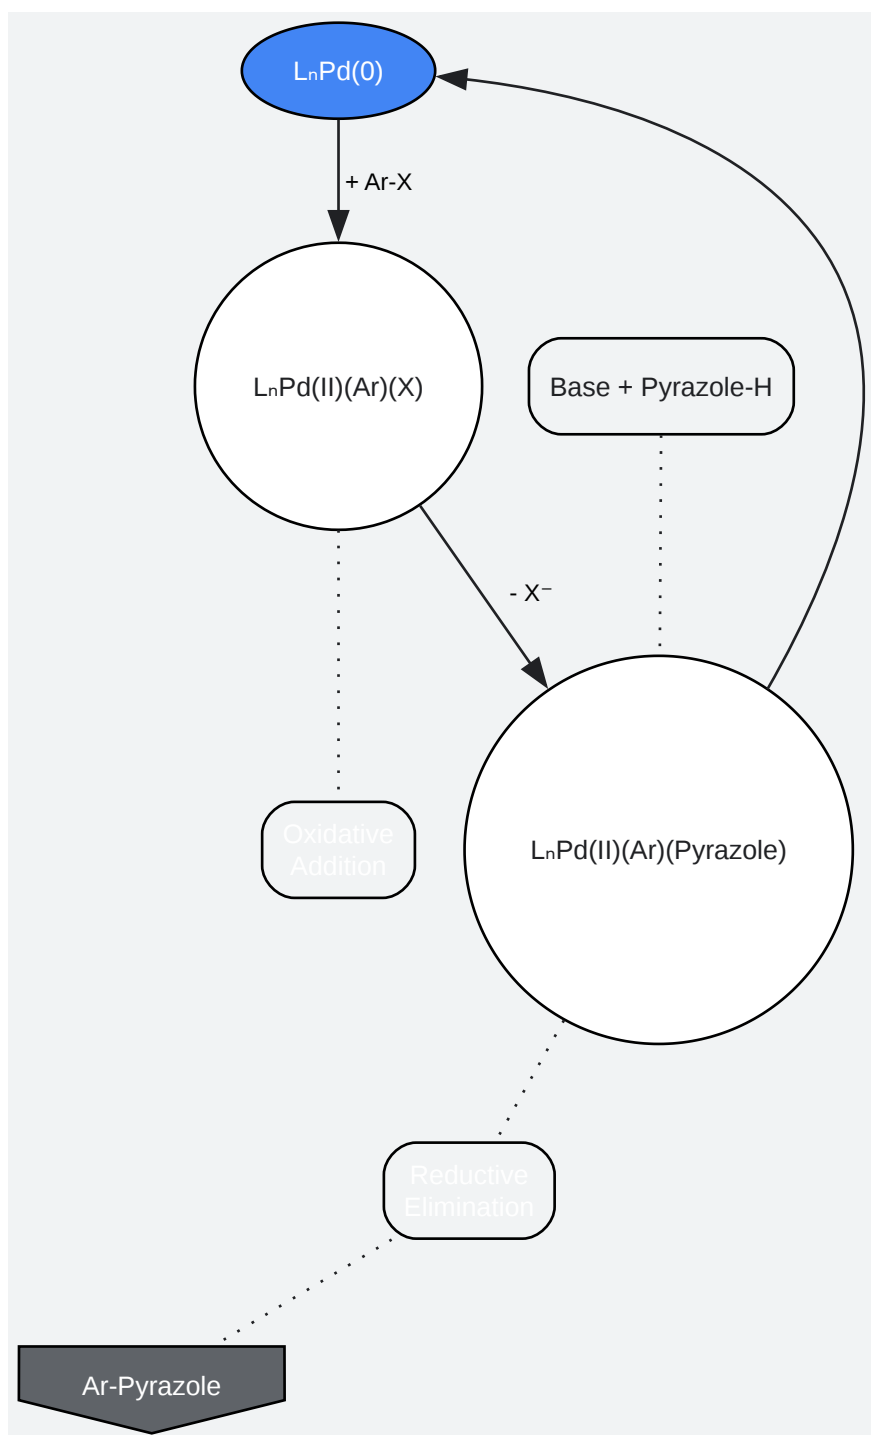 LₙPd(0)
+ Ar-X
LₙPd(II)(Ar)(X)
Base + Pyrazole-H
- X⁻
Oxidative
Addition
LₙPd(II)(Ar)(Pyrazole)
Reductive
Elimination
Ar-Pyrazole